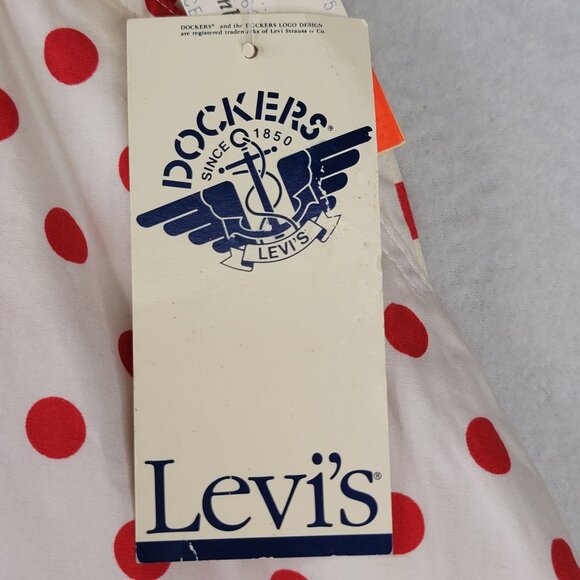 DOCKERS® and the DOCKERS LOGO DESIGN
are registered trademarks of Levi Strauss & Co
DOCKERS®
SINCE 1850
LEVI'S
Levi's®